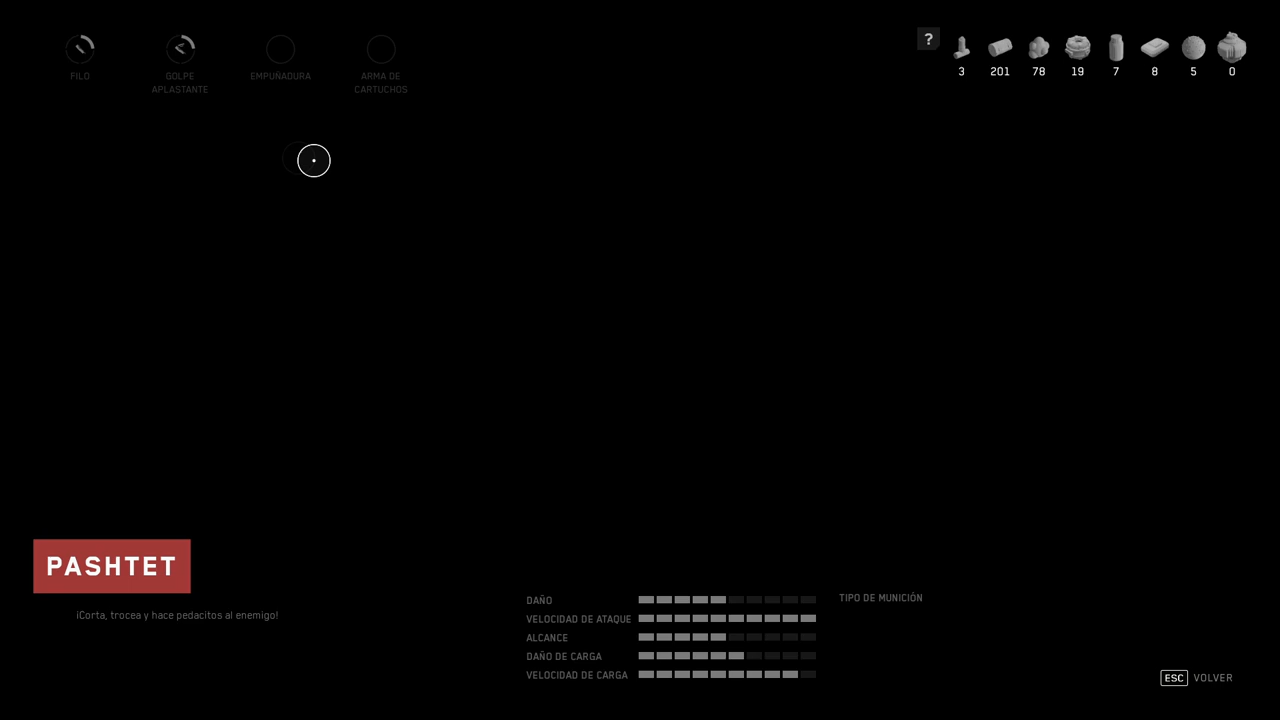 FILO
GOLPE
APLASTANTE
EMPUÑADURA
ARMA DE
CARTUCHOS
?
3 201 78 19 7 8 5 0
PASHTET
¡Corta, trocea y hace pedacitos al enemigo!
DAÑO
VELOCIDAD DE ATAQUE
ALCANCE
DAÑO DE CARGA
VELOCIDAD DE CARGA
TIPO DE MUNICIÓN
ESC VOLVER